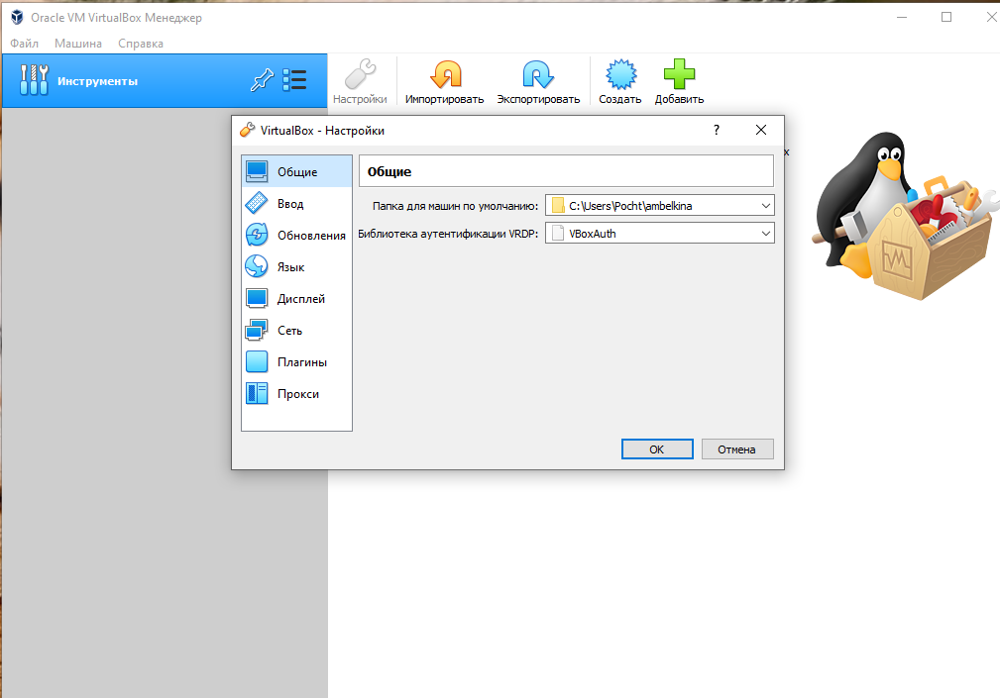 Oracle VM VirtualBox Менеджер
Файл Машина Справка
Инструменты
Настройки Импортировать Экспортировать Создать Добавить
VirtualBox - Настройки ?
Общие
Ввод
Обновления
Язык
Дисплей
Сеть
Плагины
Прокси
Общие
Папка для машин по умолчанию: C:\Users\Pocht\ambelkina
Библиотека аутентификации VRDP: VBoxAuth
OK Отмена